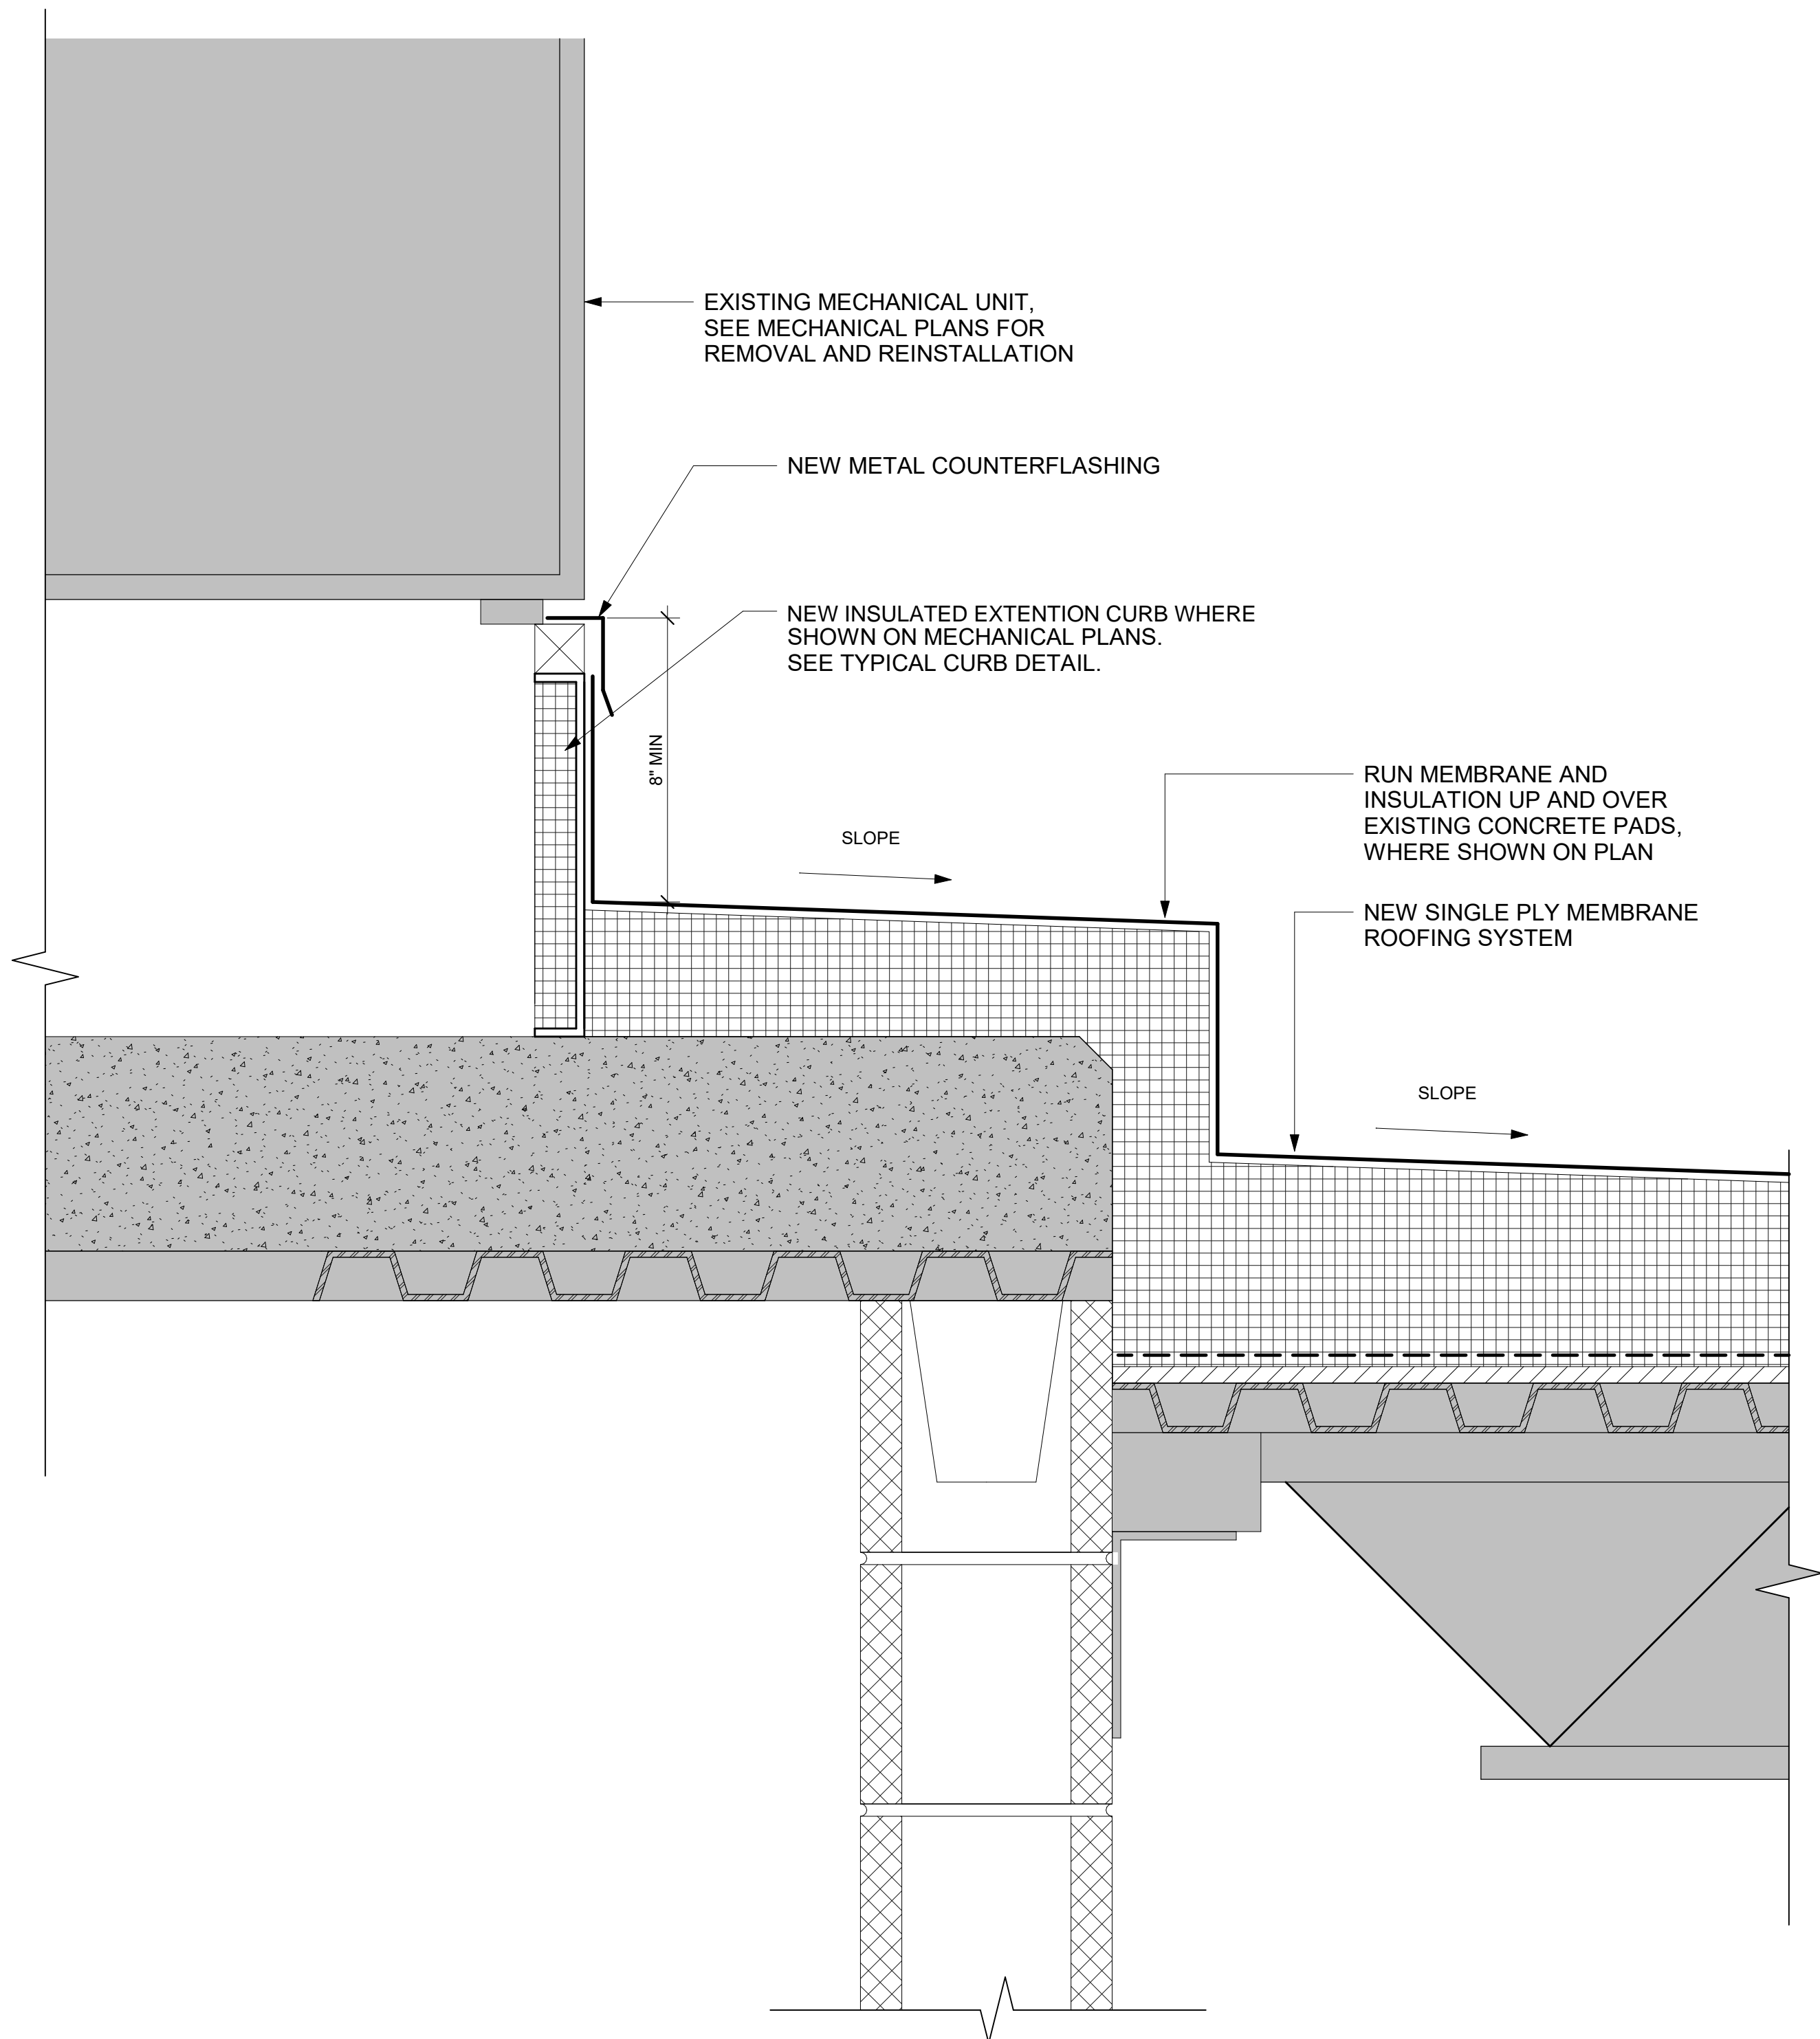 EXISTING MECHANICAL UNIT,
SEE MECHANICAL PLANS FOR
REMOVAL AND REINSTALLATION
NEW METAL COUNTERFLASHING
NEW INSULATED EXTENTION CURB WHERE
SHOWN ON MECHANICAL PLANS.
SEE TYPICAL CURB DETAIL.
8" MIN
SLOPE
RUN MEMBRANE AND
INSULATION UP AND OVER
EXISTING CONCRETE PADS,
WHERE SHOWN ON PLAN
NEW SINGLE PLY MEMBRANE
ROOFING SYSTEM
SLOPE